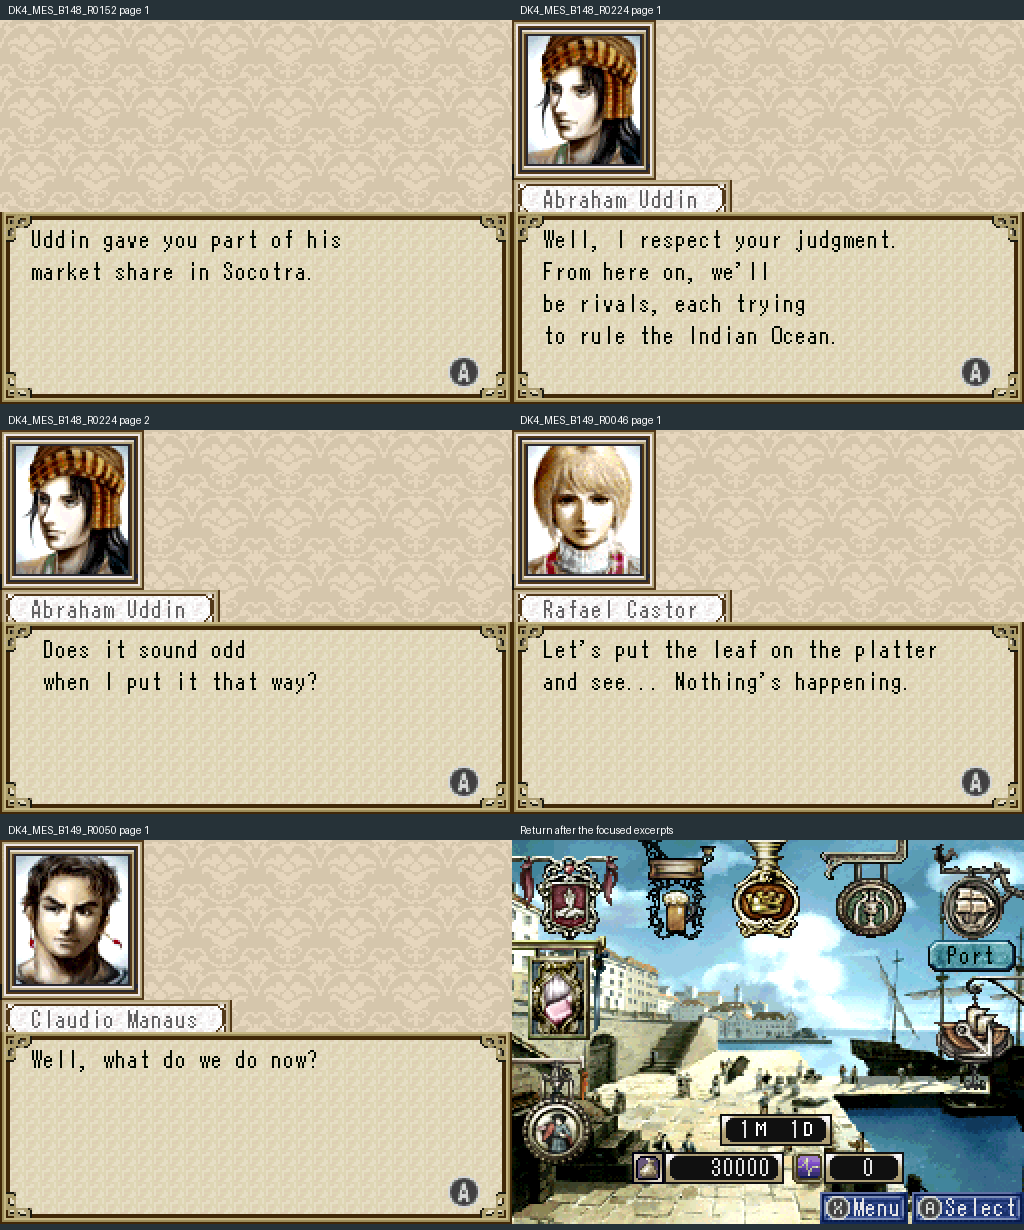 DK4_MES_B148_R0152 page 1
Uddin gave you part of his
market share in Socotra.
A
DK4_MES_B148_R0224 page 1
Abraham Uddin
Well, I respect your judgment.
From here on, we'll
be rivals, each trying
to rule the Indian Ocean.
A
DK4_MES_B148_R0224 page 2
Abraham Uddin
Does it sound odd
when I put it that way?
A
DK4_MES_B149_R0046 page 1
Rafael Castor
Let's put the leaf on the platter
and see... Nothing's happening.
A
DK4_MES_B149_R0050 page 1
Claudio Manaus
Well, what do we do now?
A
Return after the focused excerpts
Port
1M 1D
30000
0
X Menu
A Select